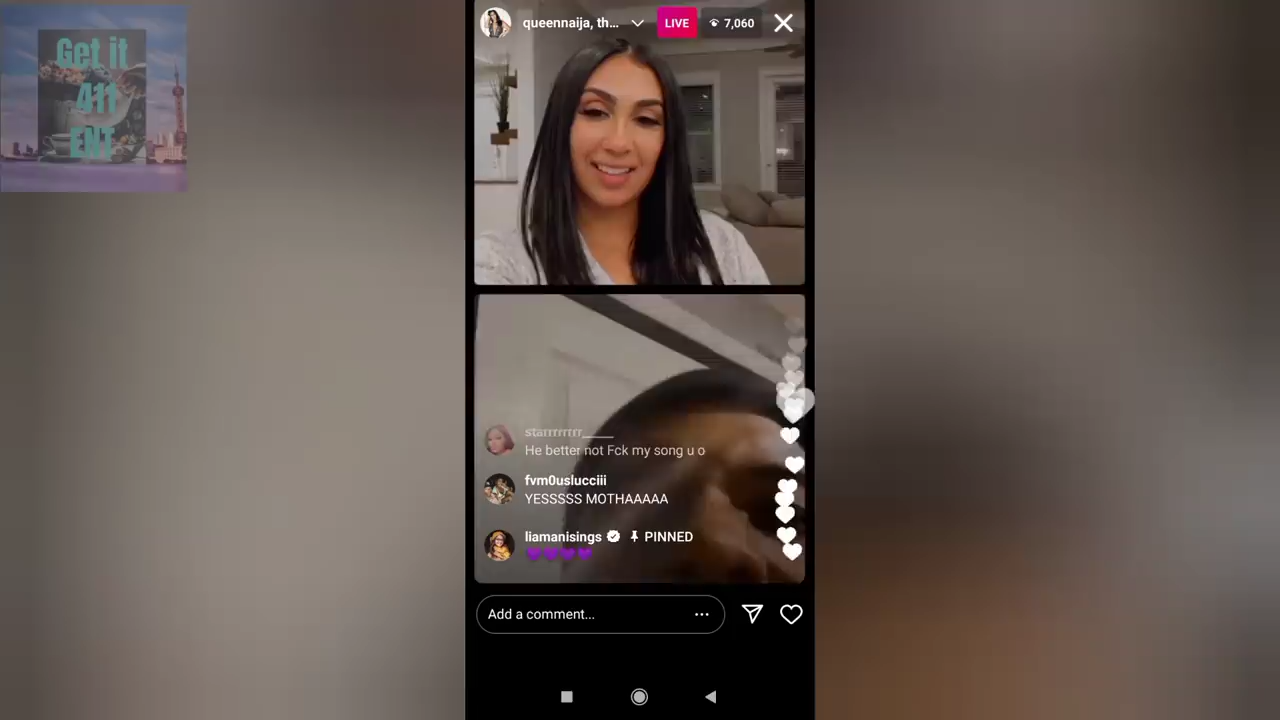 Get it
411
ENT
queennaija, th...
LIVE
7,060
starrrrrrr_____
He better not Fck my song u o
fvm0uslucciii
YESSSSS MOTHAAAAA
liamanisings PINNED
💜💜💜💜
Add a comment...